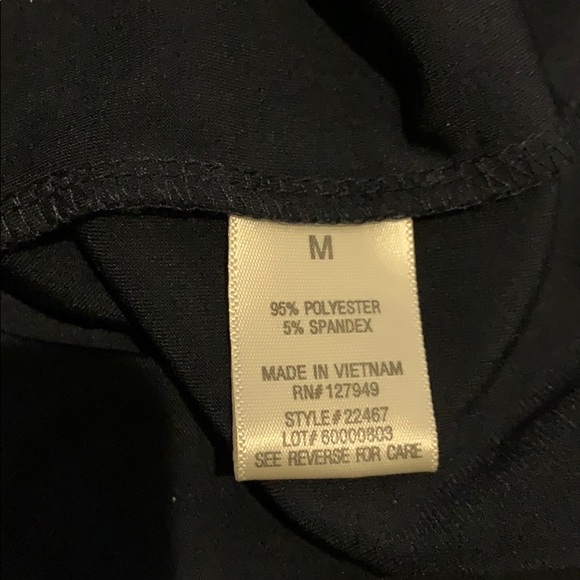 M
95% POLYESTER
5% SPANDEX
MADE IN VIETNAM
RN# 127949
STYLE# 22467
LOT# 60000803
SEE REVERSE FOR CARE